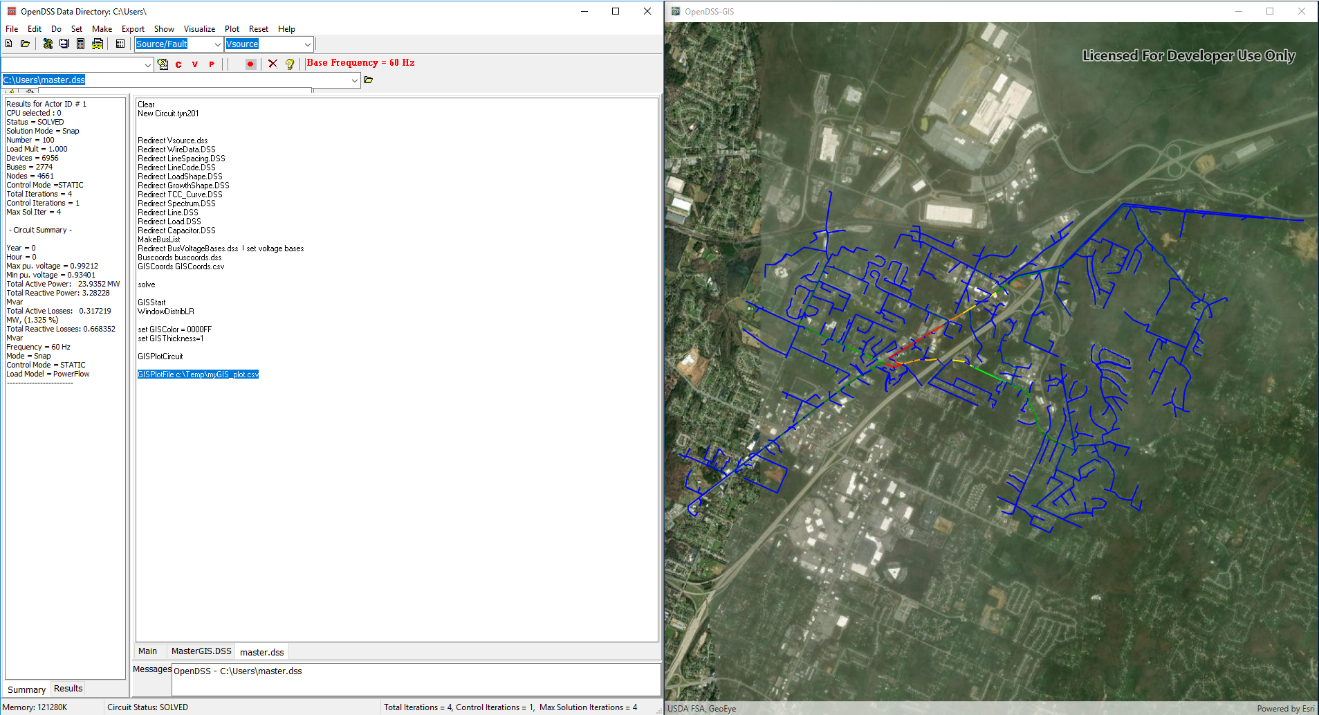 OpenDSS Data Directory: C:\Users\
File Edit Do Set Make Export Show Visualize Plot Reset Help
Source/Fault Vsource
C V P Base Frequency = 60 Hz
C:\Users\master.dss
Results for Actor ID # 1
CPU selected : 0
Status = SOLVED
Solution Mode = Snap
Number = 100
Load Mult = 1.000
Devices = 6956
Buses = 2774
Nodes = 4661
Control Mode =STATIC
Total Iterations = 4
Control Iterations = 1
Max Sol Iter = 4
- Circuit Summary -
Year = 0
Hour = 0
Max pu. voltage = 0.99212
Min pu. voltage = 0.93401
Total Active Power: 23.9352 MW
Total Reactive Power: 3.28228
Mvar
Total Active Losses: 0.317219
MW, (1.325 %)
Total Reactive Losses: 0.668352
Mvar
Frequency = 60 Hz
Mode = Snap
Control Mode = STATIC
Load Model = PowerFlow
-------------------------
Summary Results
Clear
New Circuit.tyn201
Redirect Vsource.dss
Redirect WireData.DSS
Redirect LineSpacing.DSS
Redirect LineCode.DSS
Redirect LoadShape.DSS
Redirect GrowthShape.DSS
Redirect TCC_Curve.DSS
Redirect Spectrum.DSS
Redirect Line.DSS
Redirect Load.DSS
Redirect Capacitor.DSS
MakeBusList
Redirect BusVoltageBases.dss ! set voltage bases
Buscoords buscoords.dss
GISCoords GISCoords.csv
solve
GISStart
WindowDistribLR
set GISColor = 0000FF
set GISThickness=1
GISPlotCircuit
GISPlotFile c:\Temp\myGIS_plot.csv
Main MasterGIS.DSS master.dss
Messages OpenDSS - C:\Users\master.dss
Memory: 121280K Circuit Status: SOLVED Total Iterations = 4, Control Iterations = 1, Max Solution Iterations = 4
OpenDSS-GIS
Licensed For Developer Use Only
USDA FSA, GeoEye Powered by Esri